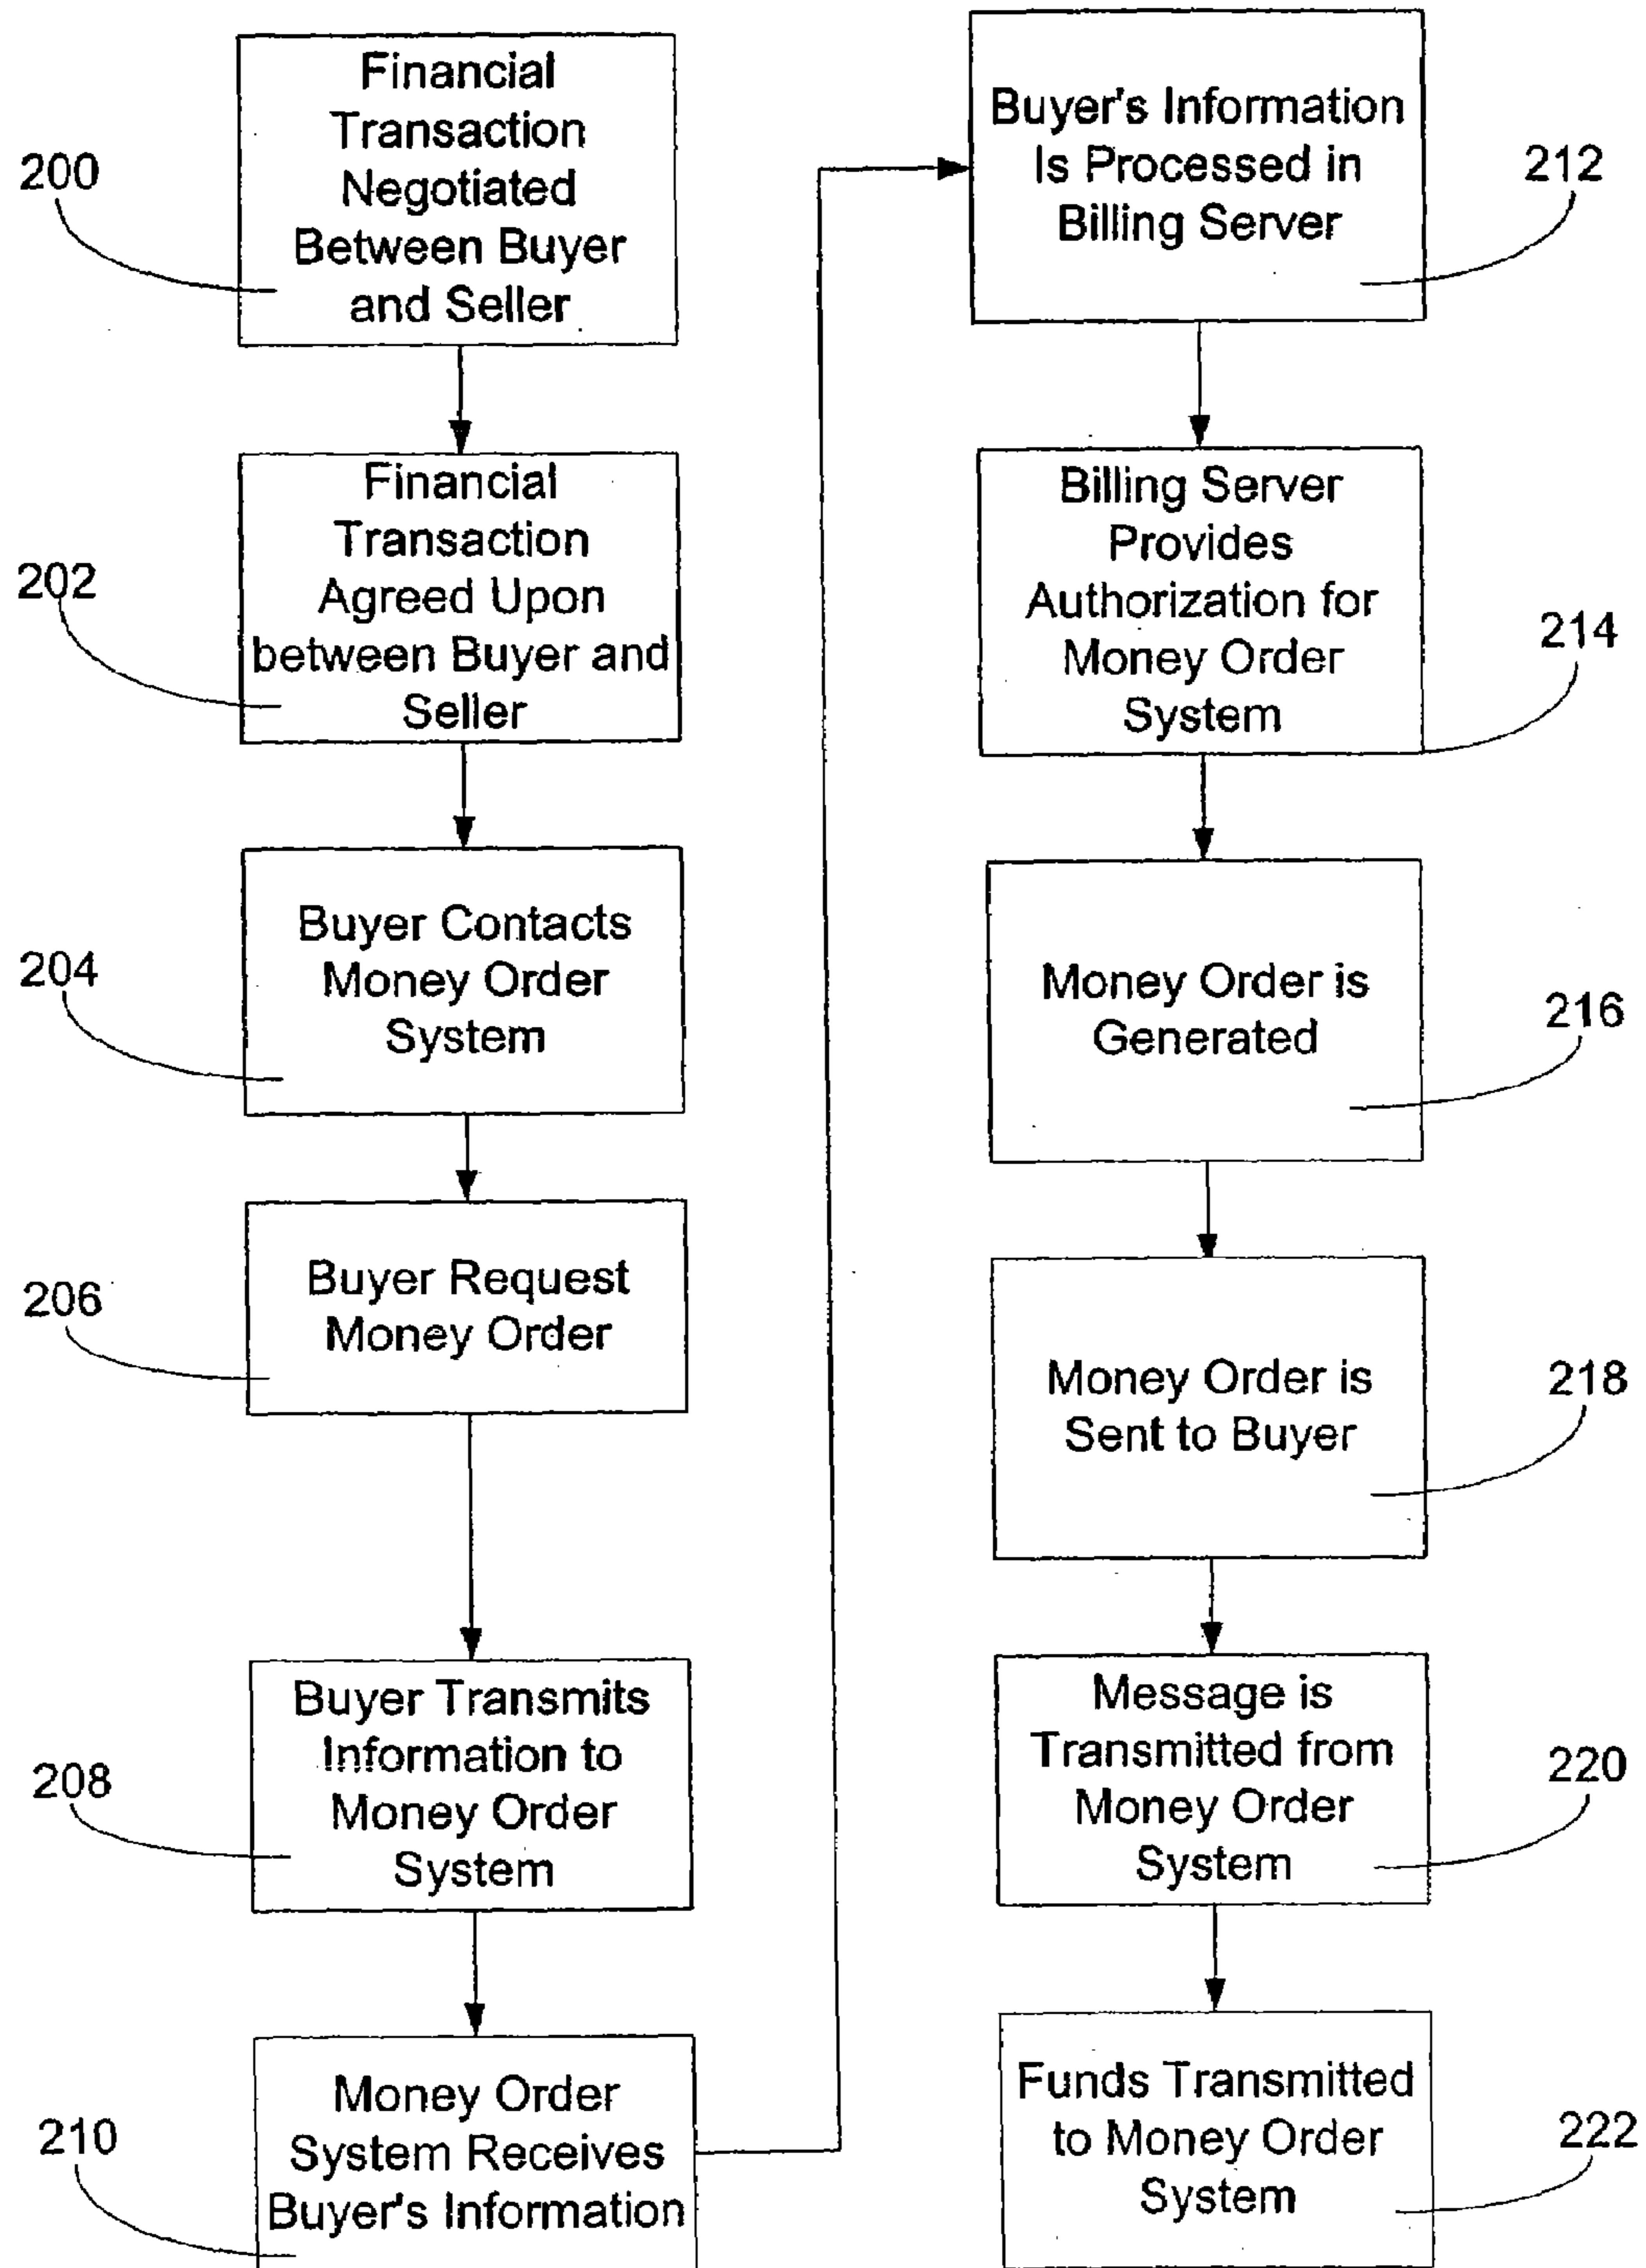 200
Financial
Transaction
Negotiated
Between Buyer
and Seller
202
Financial
Transaction
Agreed Upon
between Buyer and
Seller
204
Buyer Contacts
Money Order
System
206
Buyer Request
Money Order
208
Buyer Transmits
Information to
Money Order
System
210
Money Order
System Receives
Buyer's Information
Buyer's Information
Is Processed in
Billing Server
212
Billing Server
Provides
Authorization for
Money Order
System
214
Money Order is
Generated
216
Money Order is
Sent to Buyer
218
Message is
Transmitted from
Money Order
System
220
Funds Transmitted
to Money Order
System
222